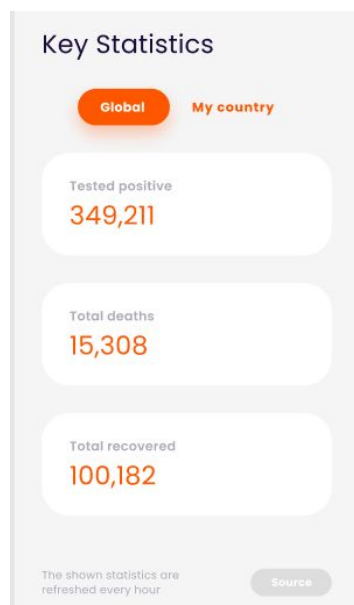 Key Statistics
Global My country
Tested positive
349,211
Total deaths
15,308
Total recovered
100,182
The shown statistics are
refreshed every hour
Source